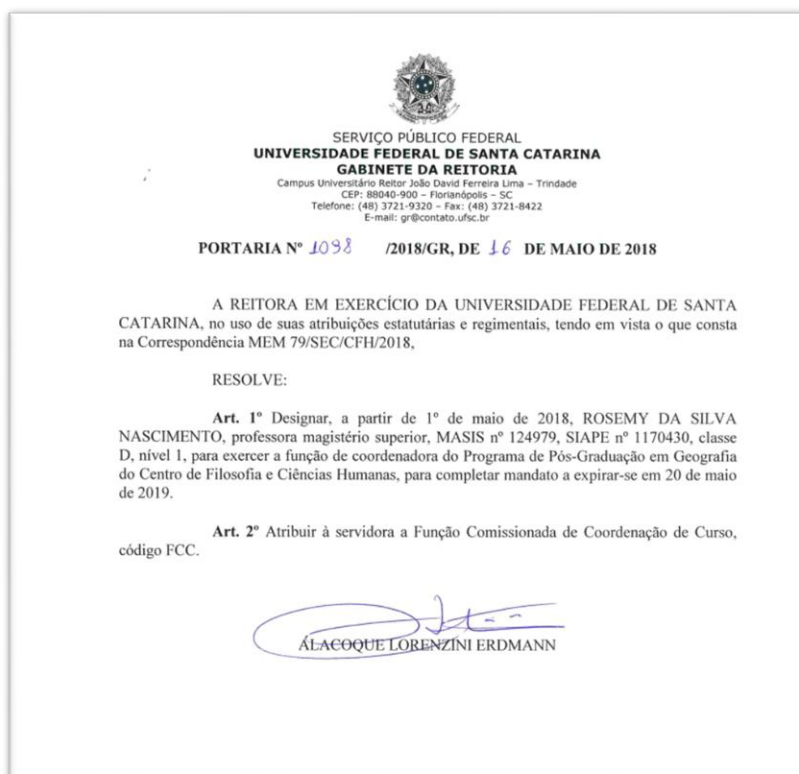 SERVIÇO PÚBLICO FEDERAL
UNIVERSIDADE FEDERAL DE SANTA CATARINA
GABINETE DA REITORIA
Campus Universitário Reitor João David Ferreira Lima – Trindade
CEP: 88040-900 – Florianópolis – SC
Telefone: (48) 3721-9320 – Fax: (48) 3721-8422
E-mail: gr@contato.ufsc.br
PORTARIA Nº 1098 /2018/GR, DE 16 DE MAIO DE 2018
A REITORA EM EXERCÍCIO DA UNIVERSIDADE FEDERAL DE SANTA
CATARINA, no uso de suas atribuições estatutárias e regimentais, tendo em vista o que consta
na Correspondência MEM 79/SEC/CFH/2018,
RESOLVE:
Art. 1º Designar, a partir de 1º de maio de 2018, ROSEMY DA SILVA
NASCIMENTO, professora magistério superior, MASIS nº 124979, SIAPE nº 1170430, classe
D, nível 1, para exercer a função de coordenadora do Programa de Pós-Graduação em Geografia
do Centro de Filosofia e Ciências Humanas, para completar mandato a expirar-se em 20 de maio
de 2019.
Art. 2º Atribuir à servidora a Função Comissionada de Coordenação de Curso,
código FCC.
ALACOQUE LORENZINI ERDMANN